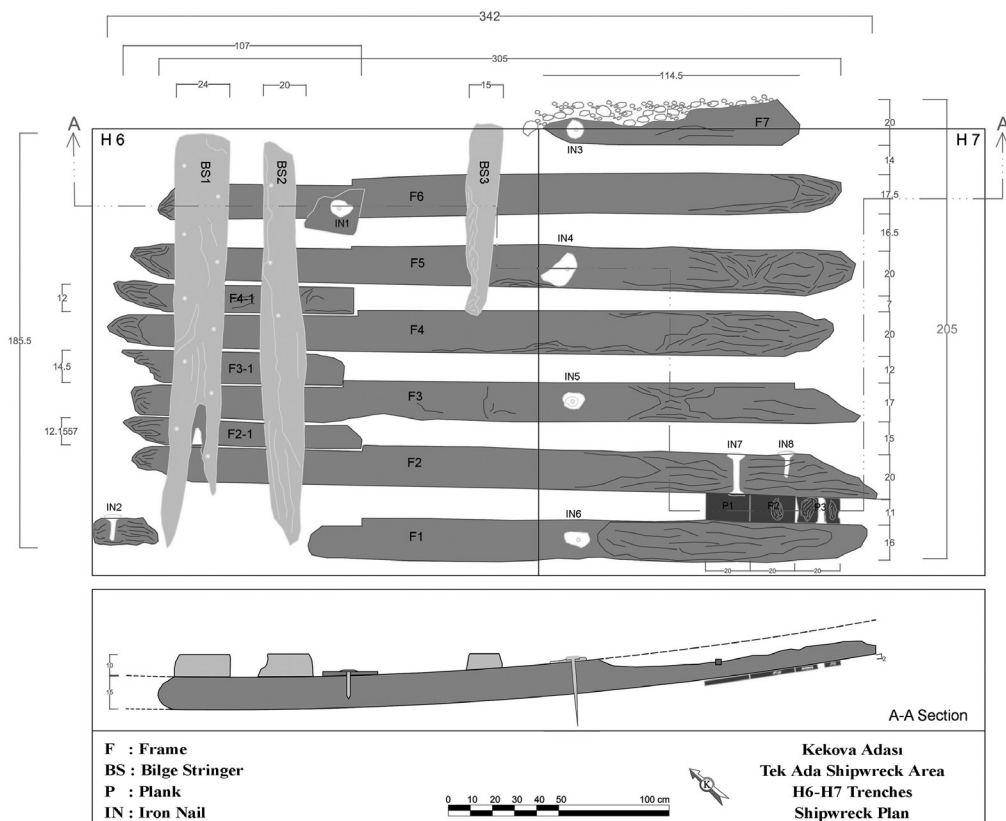 342
107
305
24
20
15
114.5
A
A
H 6
H 7
F7
20
IN3
14
BS1
BS2
BS3
F6
17.5
IN1
16.5
IN4
F5
20
12
F4-1
7
F4
20
205
185.5
14.5
F3-1
12
IN5
F3
17
12.1557
F2-1
15
IN7
IN8
F2
20
P1
P2
P3
11
IN2
IN6
F1
16
20
20
20
10
15
2
A-A Section
F : Frame
BS : Bilge Stringer
P : Plank
IN : Iron Nail
K
0 10 20 30 40 50 100 cm
Kekova Adası
Tek Ada Shipwreck Area
H6-H7 Trenches
Shipwreck Plan